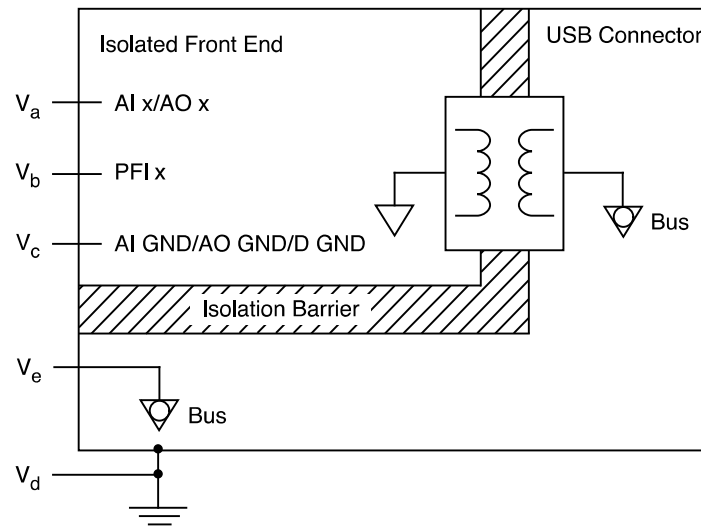 Isolated Front End
USB Connector
Va
AI x/AO x
Vb
PFI x
Bus
Vc
AI GND/AO GND/D GND
Isolation Barrier
Ve
Bus
Vd